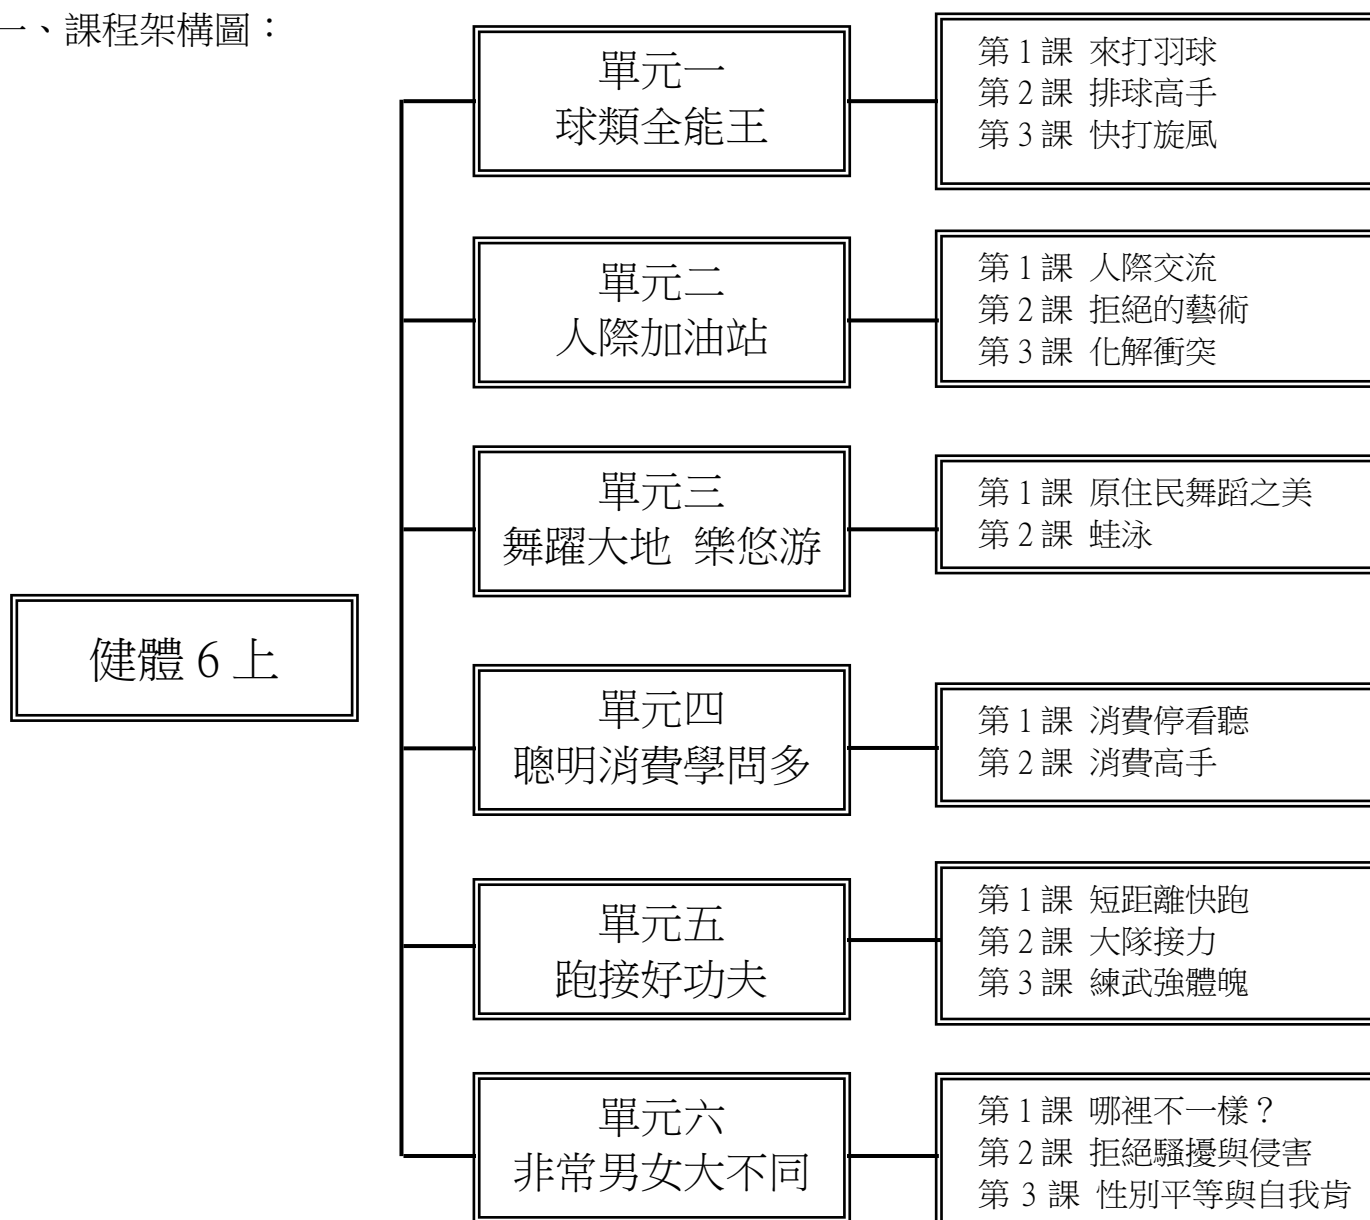 一、課程架構圖：
健體 6 上
單元一
球類全能王
第 1 課 來打羽球
第 2 課 排球高手
第 3 課 快打旋風
單元二
人際加油站
第 1 課 人際交流
第 2 課 拒絕的藝術
第 3 課 化解衝突
單元三
舞躍大地 樂悠游
第 1 課 原住民舞蹈之美
第 2 課 蛙泳
單元四
聰明消費學問多
第 1 課 消費停看聽
第 2 課 消費高手
單元五
跑接好功夫
第 1 課 短距離快跑
第 2 課 大隊接力
第 3 課 練武強體魄
單元六
非常男女大不同
第 1 課 哪裡不一樣？
第 2 課 拒絕騷擾與侵害
第 3 課 性別平等與自我肯